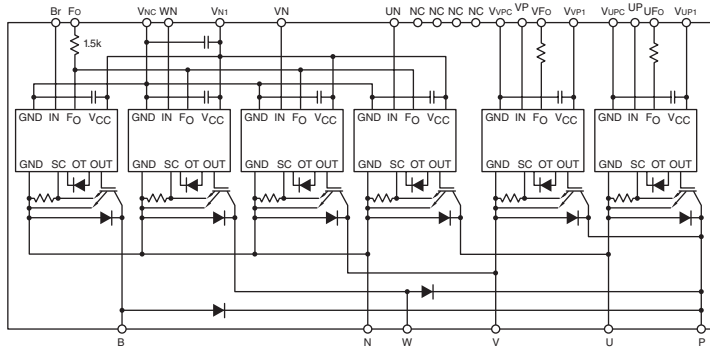 Br FO VNC WN VN1 VN UN NC NC NC NC VVPC VP VFO VVP1 VUPC UP UFO VUP1
1.5k
GND IN FO VCC GND IN FO VCC GND IN FO VCC GND IN FO VCC GND IN FO VCC GND IN FO VCC
GND SC OT OUT GND SC OT OUT GND SC OT OUT GND SC OT OUT GND SC OT OUT GND SC OT OUT
B N W V U P